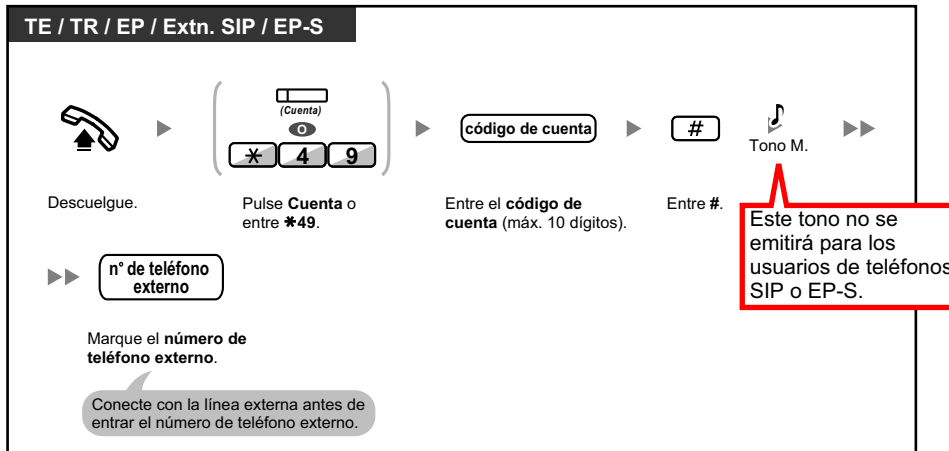 TE / TR / EP / Extn. SIP / EP-S
(Cuenta)
O
código de cuenta
#
✱ 4 9
Tono M.
Descuelgue.
Pulse Cuenta o
entre ✱49.
Entre el código de
cuenta (máx. 10 dígitos).
Entre #.
Este tono no se
emitirá para los
usuarios de teléfonos
SIP o EP-S.
n° de teléfono
externo
Marque el número de
teléfono externo.
Conecte con la línea externa antes de
entrar el número de teléfono externo.